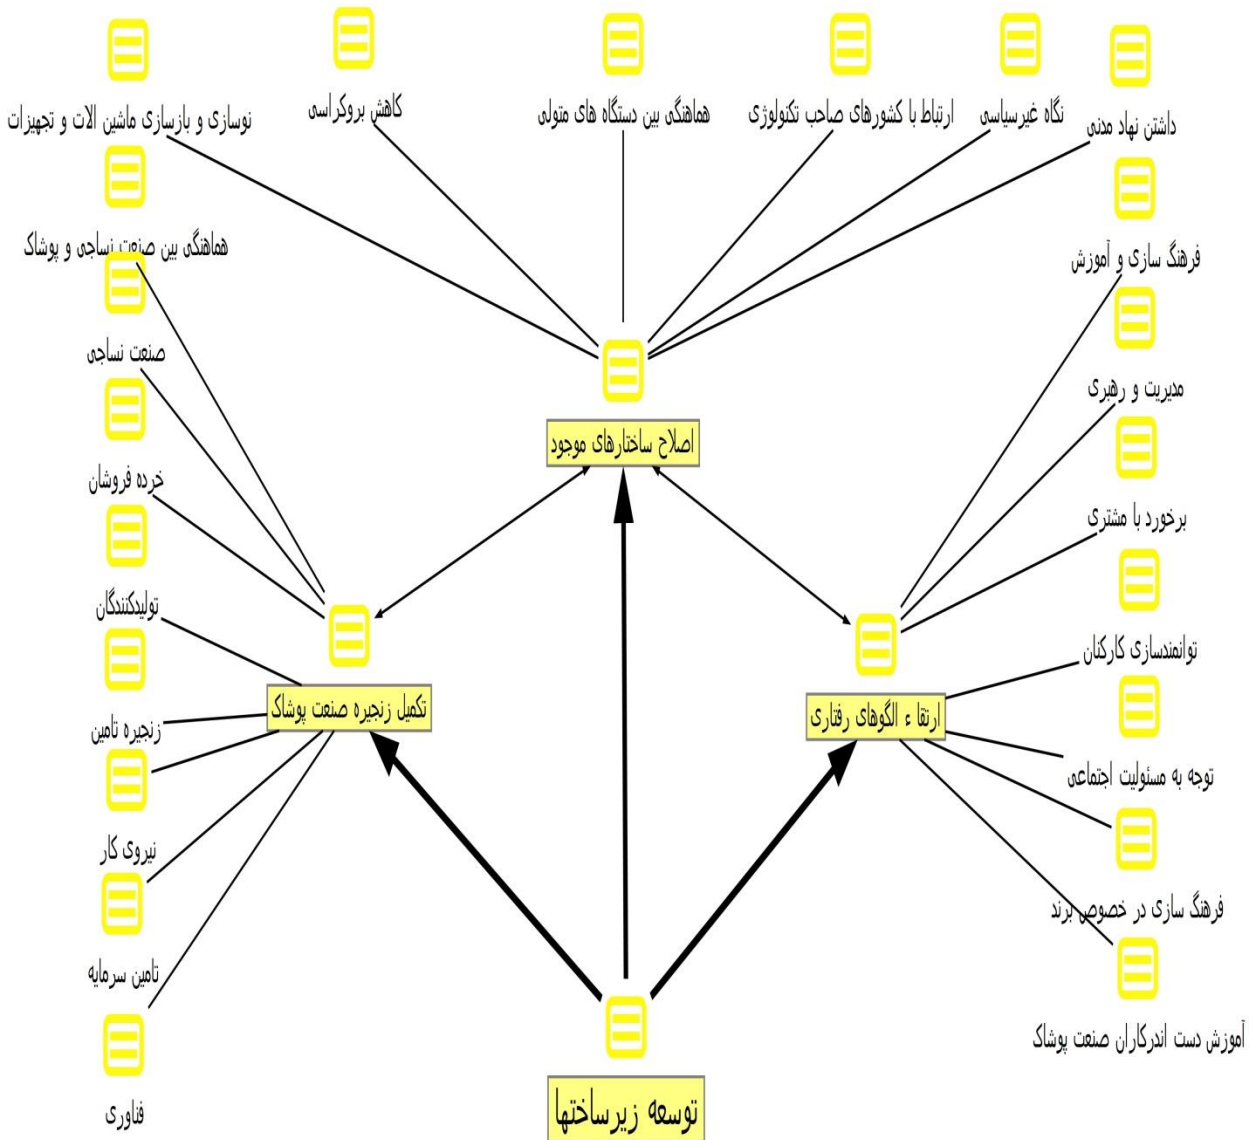 داشتن نهاد مدنی
نگاه غیرسیاسی
ارتباط با کشورهای صاحب تکنولوژی
هماهنگی بین دستگاه های متولی
کاهش بروکراسی
نوسازی و بازسازی ماشین الات و تجهیزات
فرهنگ سازی و آموزش
هماهنگی بین صنعت نساجی و پوشاک
مدیریت و رهبری
صنعت نساجی
اصلاح ساختارهای موجود
برخورد با مشتری
خرده فروشان
توانمندسازی کارکنان
تولیدکنندگان
ارتقا ء الگوهای رفتاری
تکمیل زنجیره صنعت پوشاک
زنجیره تامین
توجه به مسئولیت اجتماعی
نیروی کار
فرهنگ سازی در خصوص برند
تامین سرمایه
آموزش دست اندرکاران صنعت پوشاک
توسعه زیرساختها
فناوری